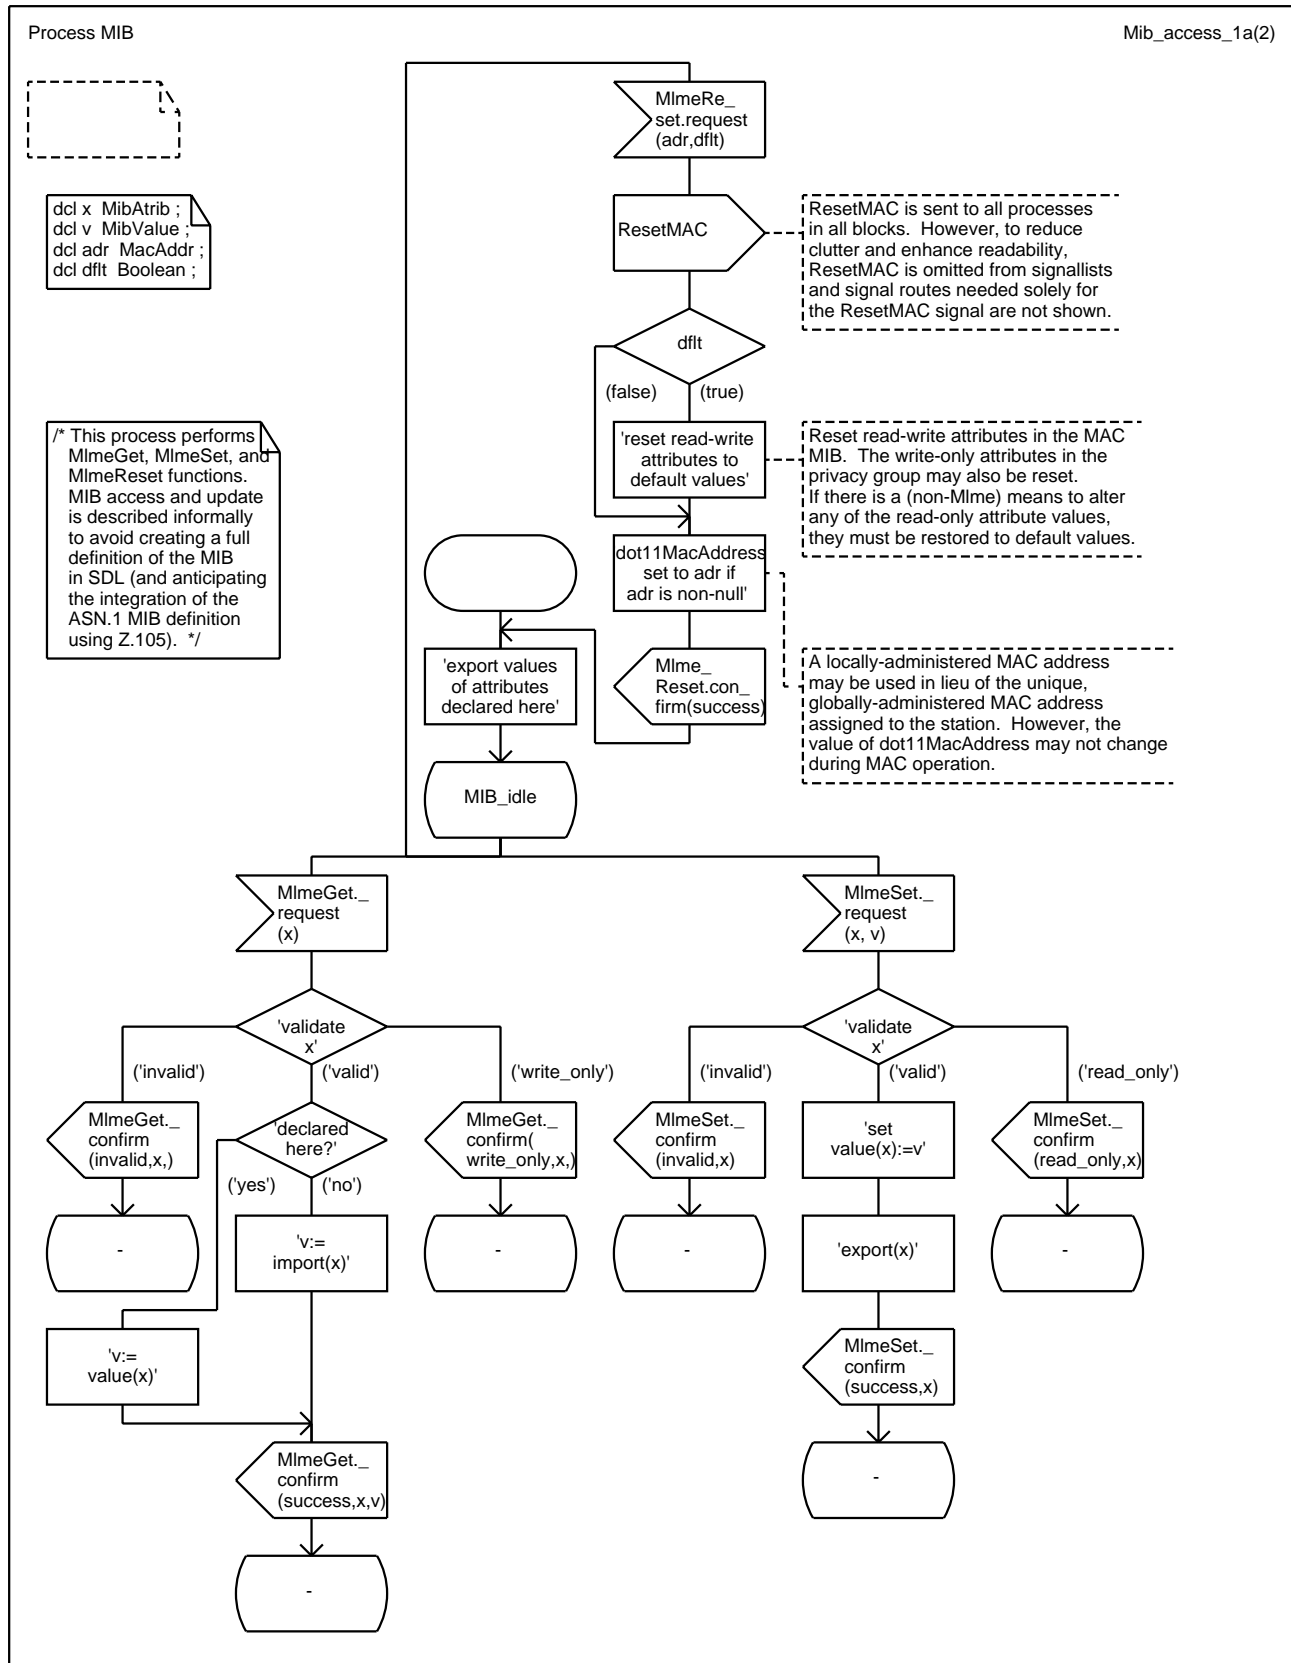 Process MIB
Mib_access_1a(2)
MlmeRe_
set.request
(adr,dflt)
dcl x MibAtrib ;
dcl v MibValue ;
dcl adr MacAddr ;
dcl dflt Boolean ;
ResetMAC
ResetMAC is sent to all processes
in all blocks. However, to reduce
clutter and enhance readability,
ResetMAC is omitted from signallists
and signal routes needed solely for
the ResetMAC signal are not shown.
dflt
(false)
(true)
/* This process performs
MlmeGet, MlmeSet, and
MlmeReset functions.
MIB access and update
is described informally
to avoid creating a full
definition of the MIB
in SDL (and anticipating
the integration of the
ASN.1 MIB definition
using Z.105). */
'reset read-write
attributes to
default values'
Reset read-write attributes in the MAC
MIB. The write-only attributes in the
privacy group may also be reset.
If there is a (non-Mlme) means to alter
any of the read-only attribute values,
they must be restored to default values.
dot11MacAddress
set to adr if
adr is non-null'
'export values
of attributes
declared here'
Mlme_
Reset.con_
firm(success)
A locally-administered MAC address
may be used in lieu of the unique,
globally-administered MAC address
assigned to the station. However, the
value of dot11MacAddress may not change
during MAC operation.
MIB_idle
MlmeGet._
request
(x)
MlmeSet._
request
(x, v)
'validate
x'
'validate
x'
('invalid')
('valid')
('write_only')
('invalid')
('valid')
('read_only')
MlmeGet._
confirm
(invalid,x,)
'declared
here?'
MlmeGet._
confirm(
write_only,x,)
MlmeSet._
confirm
(invalid,x)
'set
value(x):=v'
MlmeSet._
confirm
(read_only,x)
('yes')
('no')
-
'v:=
import(x)'
-
-
'export(x)'
-
'v:=
value(x)'
MlmeSet._
confirm
(success,x)
MlmeGet._
confirm
(success,x,v)
-
-